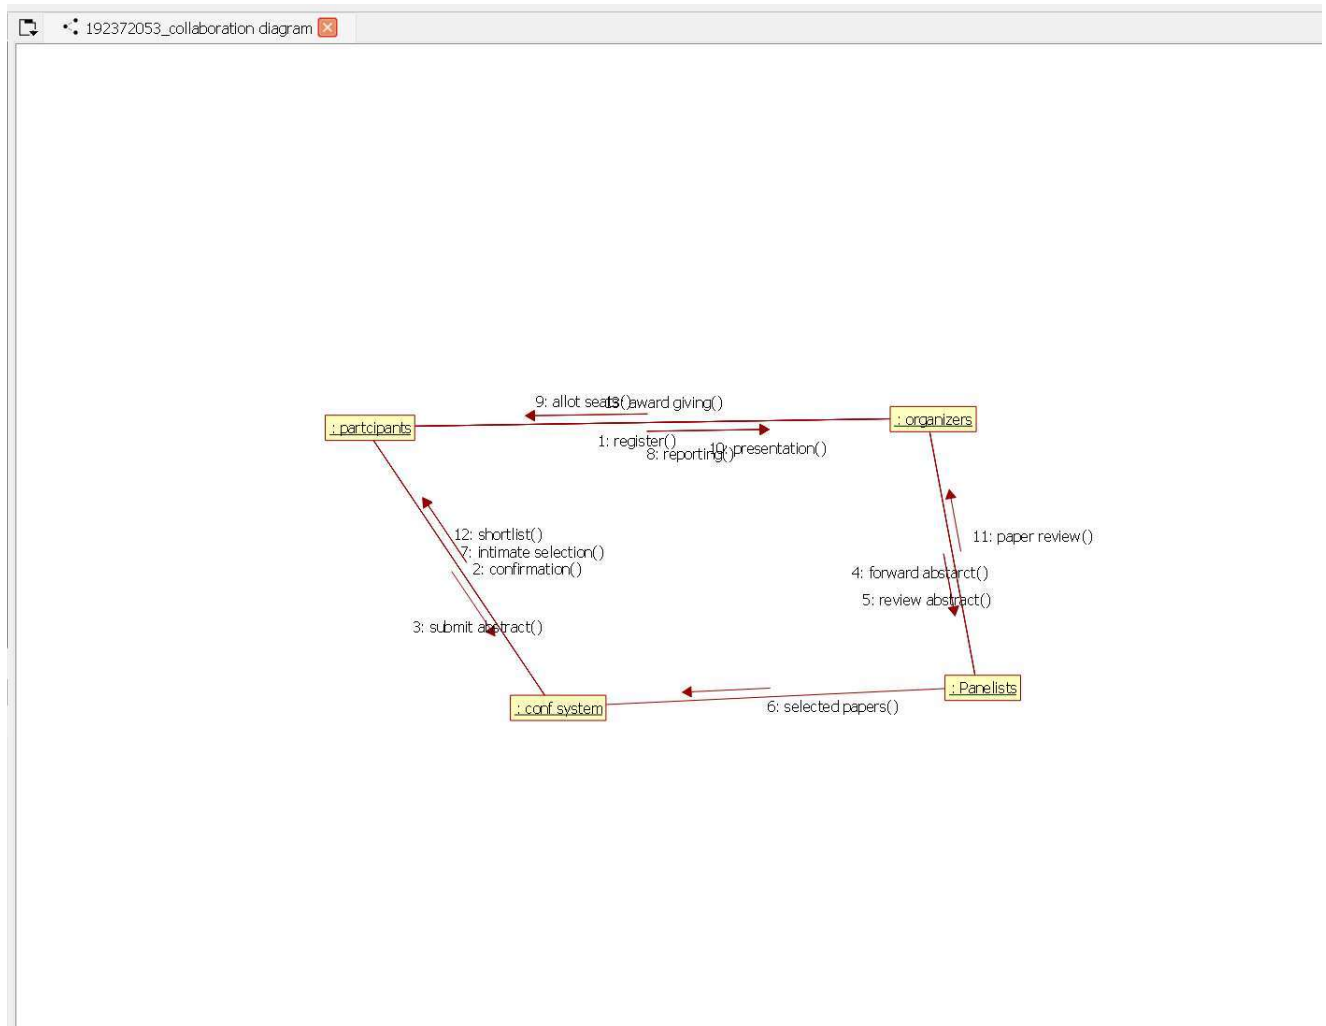 192372053_collaboration diagram
9: allot seats()
13: award giving()
: partcipants
: organizers
1: register()
10: presentation()
8: reporting()
12: shortlist()
11: paper review()
7: intimate selection()
2: confirmation()
4: forward abstarct()
5: review abstract()
3: submit abstract()
: Panelists
: conf system
6: selected papers()